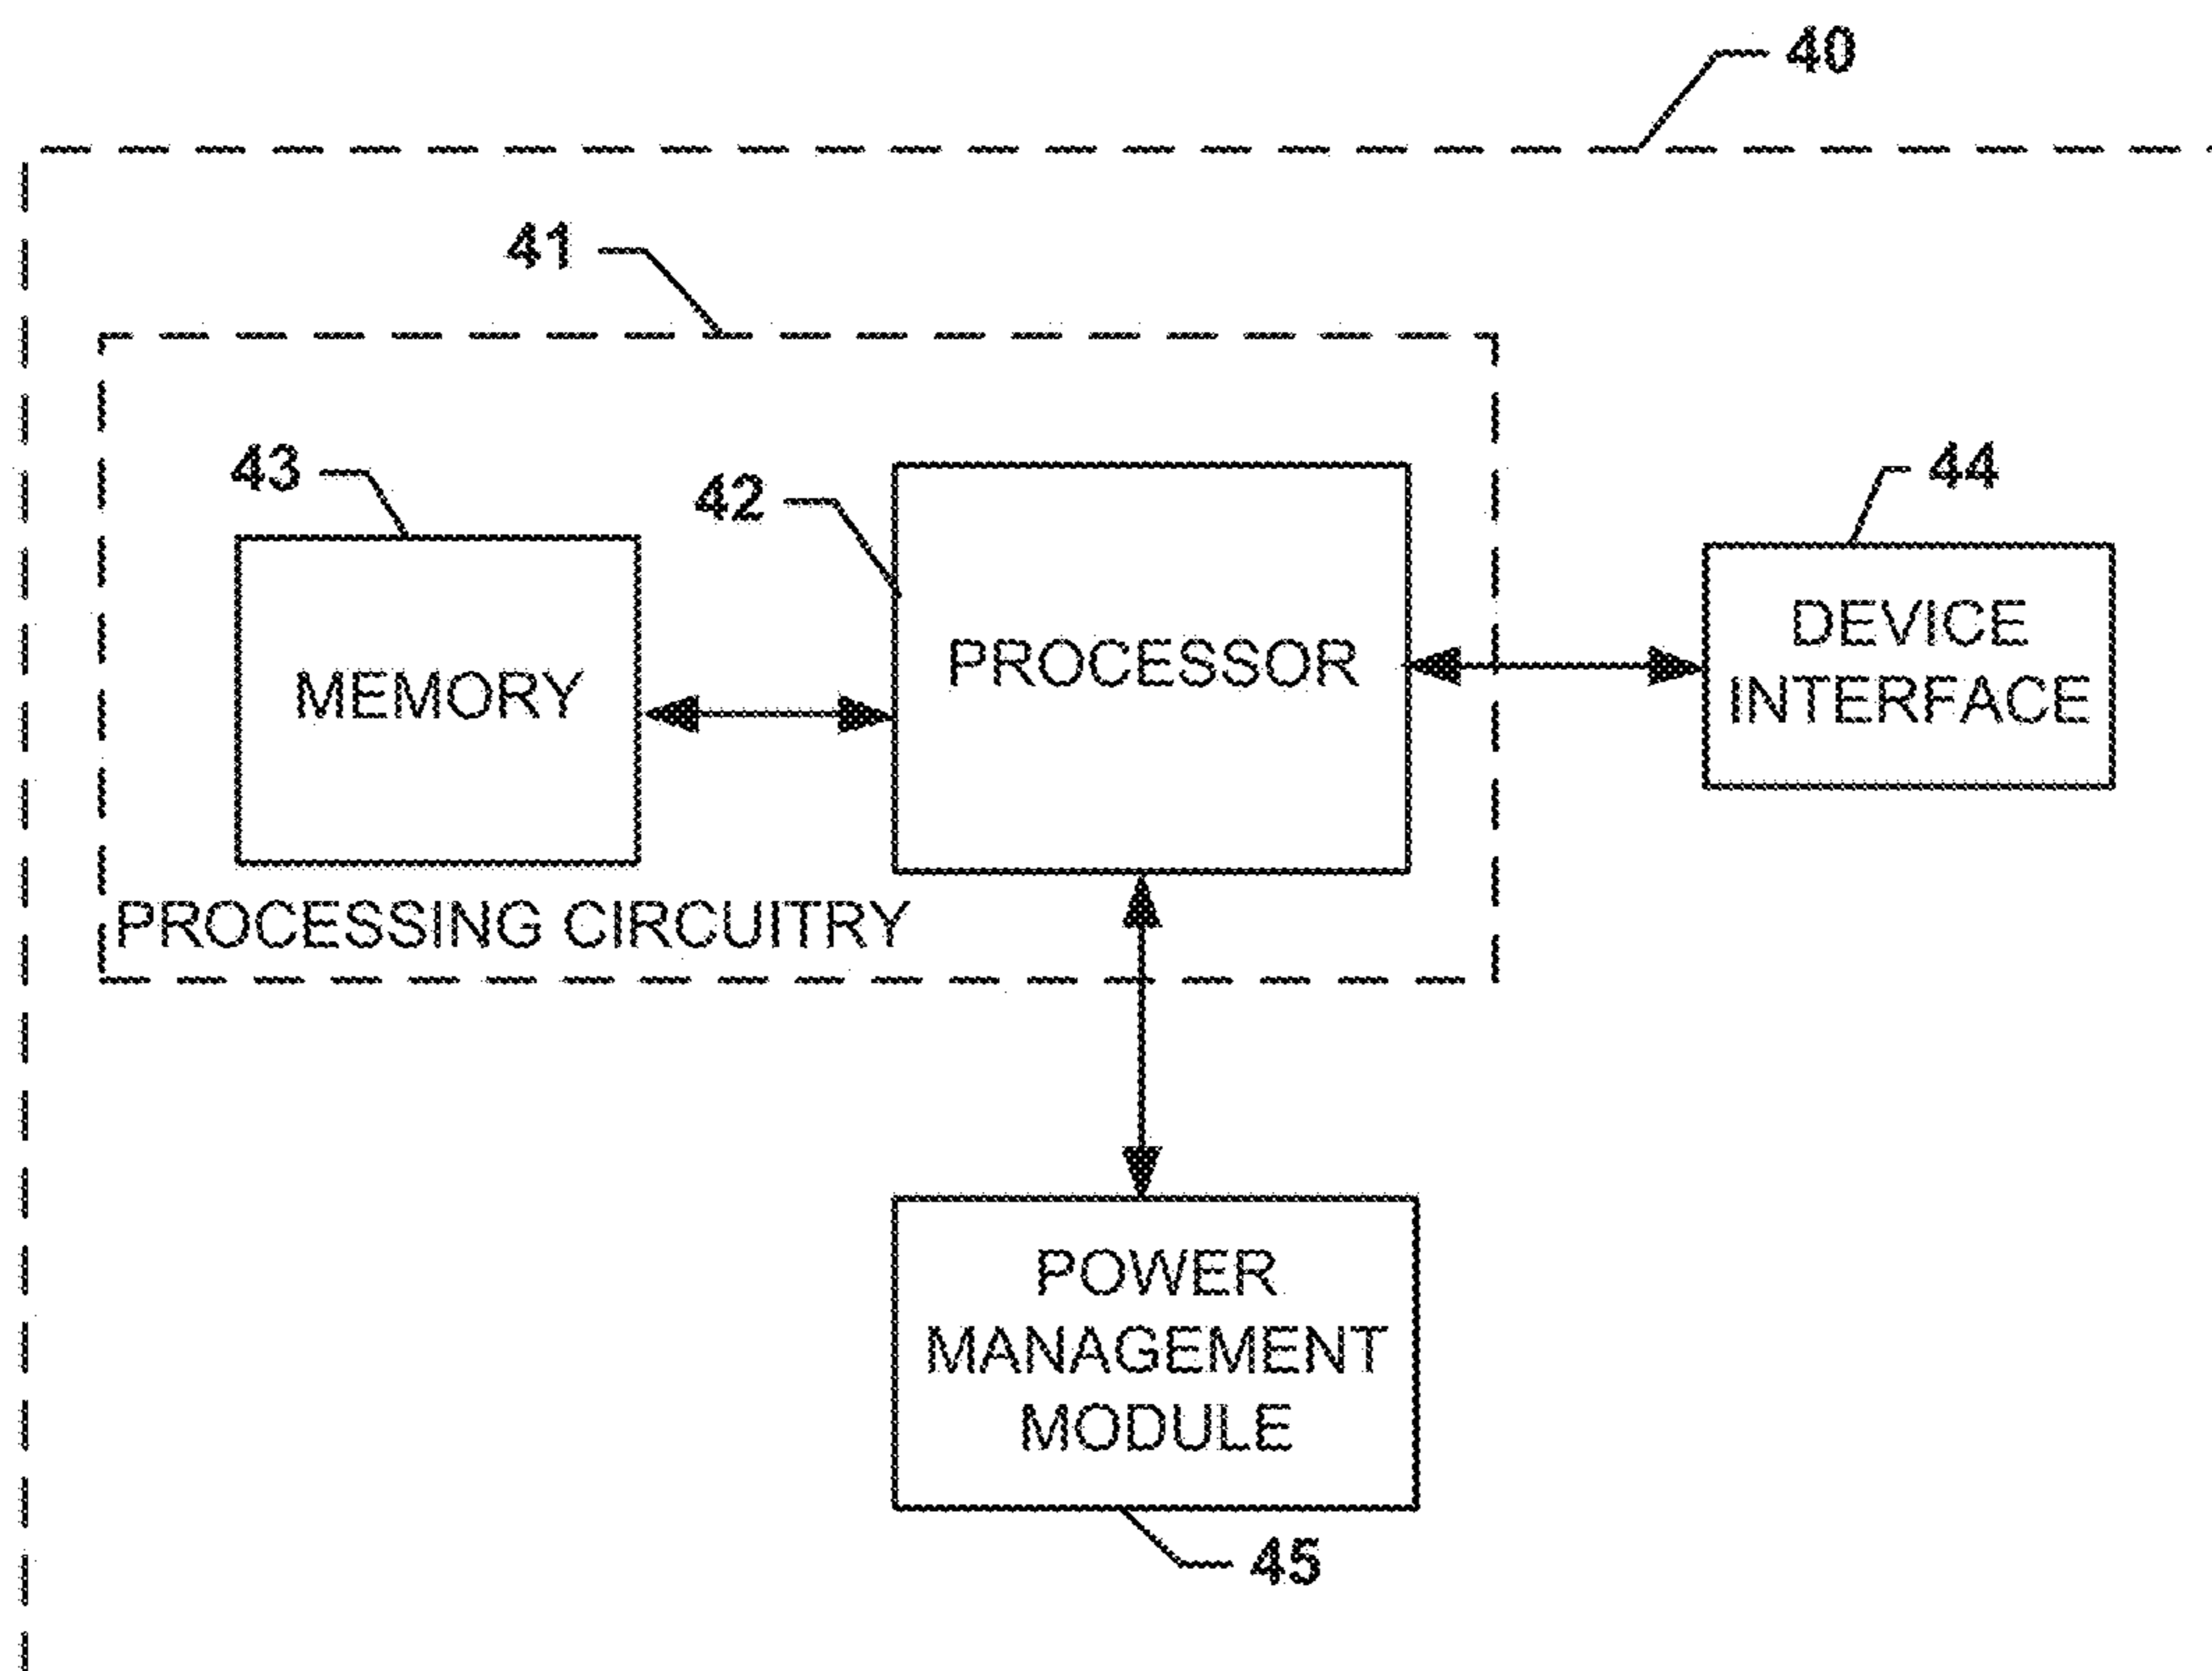 40
41
43
42
44
MEMORY
PROCESSOR
DEVICE
INTERFACE
PROCESSING CIRCUITRY
POWER
MANAGEMENT
MODULE
45